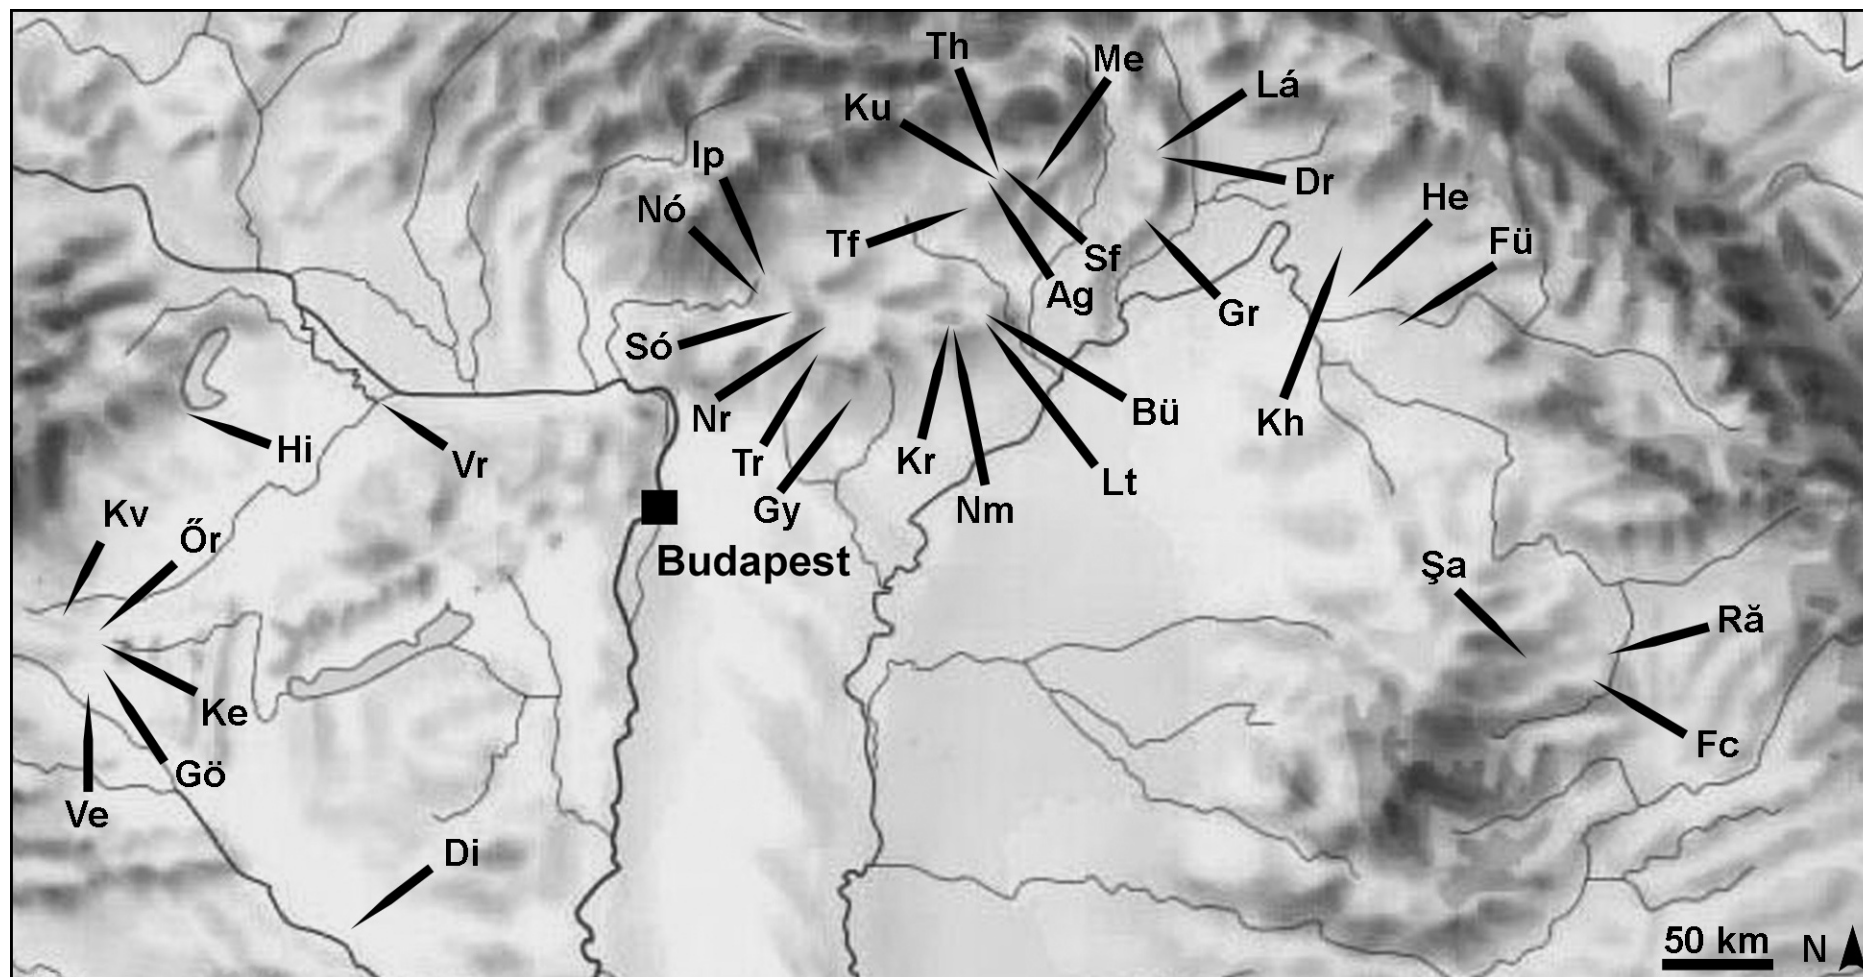 Th
Me
Lá
Ku
Ip
Dr
He
Nó
Fü
Tf
Sf
Ag
Gr
Só
Nr
Bü
Kh
Hi
Vr
Tr
Kr
Lt
Gy
Nm
Kv
Őr
Budapest
Şa
Ră
Ke
Fc
Gö
Ve
Di
50 km
N